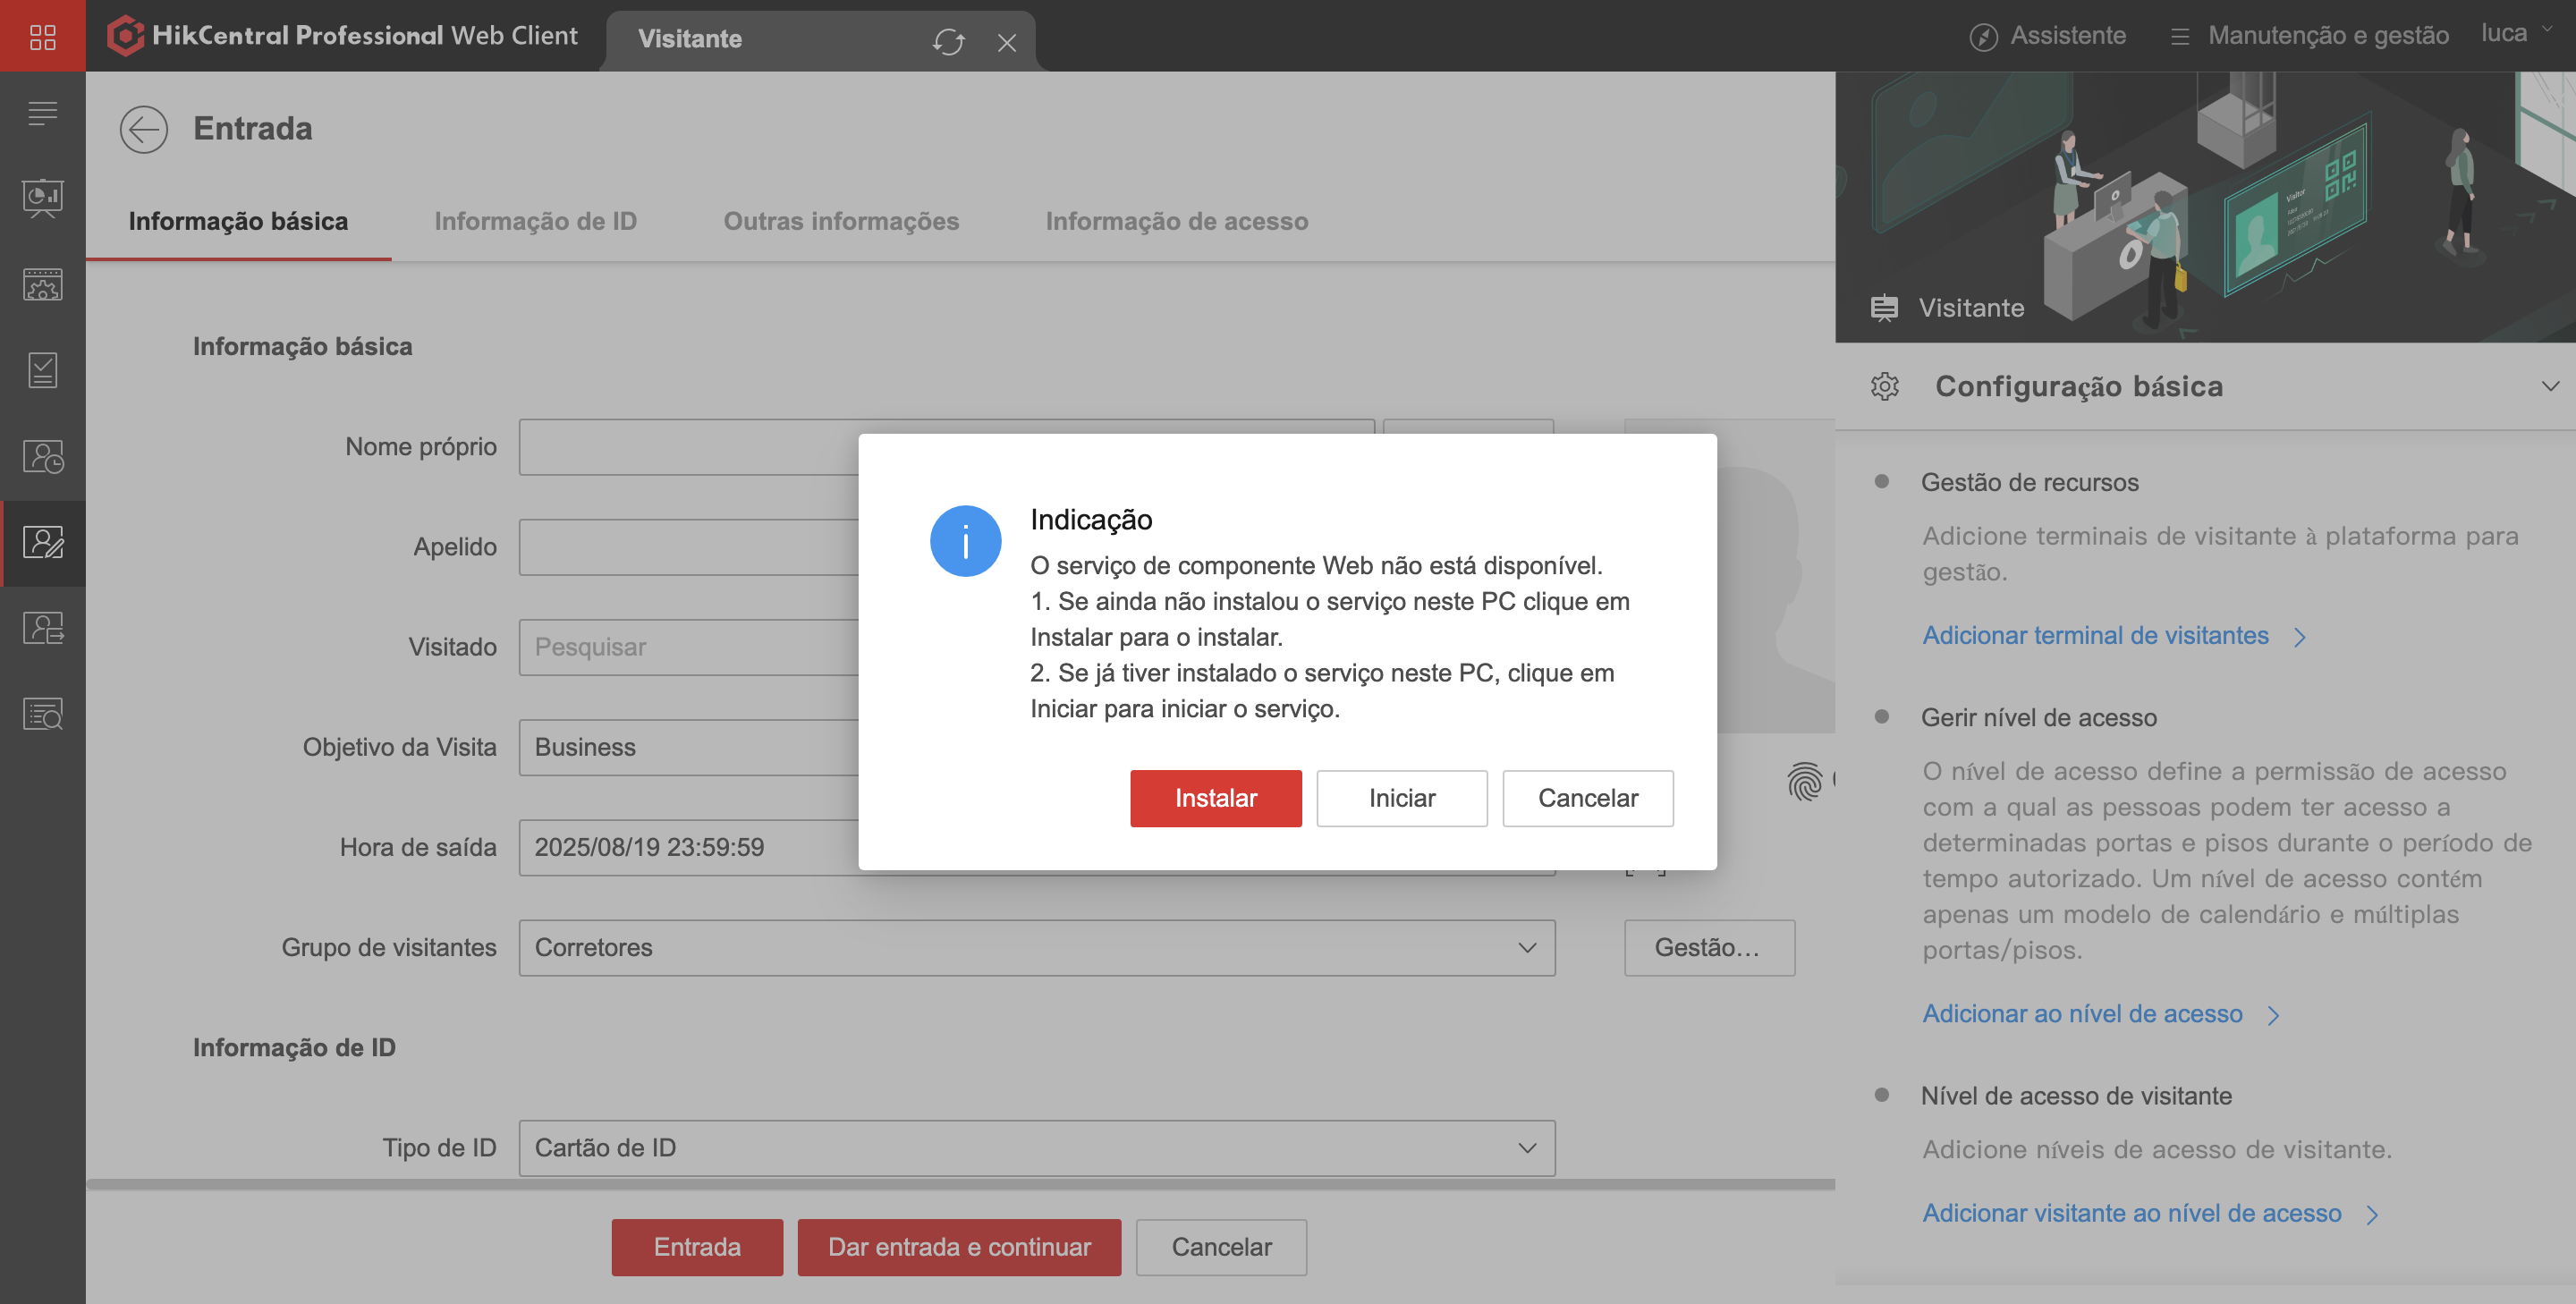 HikCentral Professional Web Client
Visitante
Assistente
Manutenção e gestão
luca
Entrada
Informação básica
Informação de ID
Outras informações
Informação de acesso
Informação básica
Nome próprio
Apelido
Visitado
Pesquisar
Objetivo da Visita
Business
Hora de saída
2025/08/19 23:59:59
Grupo de visitantes
Corretores
Gestão...
Informação de ID
Tipo de ID
Cartão de ID
Entrada
Dar entrada e continuar
Cancelar
Indicação
O serviço de componente Web não está disponível.
1. Se ainda não instalou o serviço neste PC clique em
Instalar para o instalar.
2. Se já tiver instalado o serviço neste PC, clique em
Iniciar para iniciar o serviço.
Instalar
Iniciar
Cancelar
Visitor
Visitante
Configuração básica
Gestão de recursos
Adicione terminais de visitante à plataforma para
gestão.
Adicionar terminal de visitantes
Gerir nível de acesso
O nível de acesso define a permissão de acesso
com a qual as pessoas podem ter acesso a
determinadas portas e pisos durante o período de
tempo autorizado. Um nível de acesso contém
apenas um modelo de calendário e múltiplas
portas/pisos.
Adicionar ao nível de acesso
Nível de acesso de visitante
Adicione níveis de acesso de visitante.
Adicionar visitante ao nível de acesso